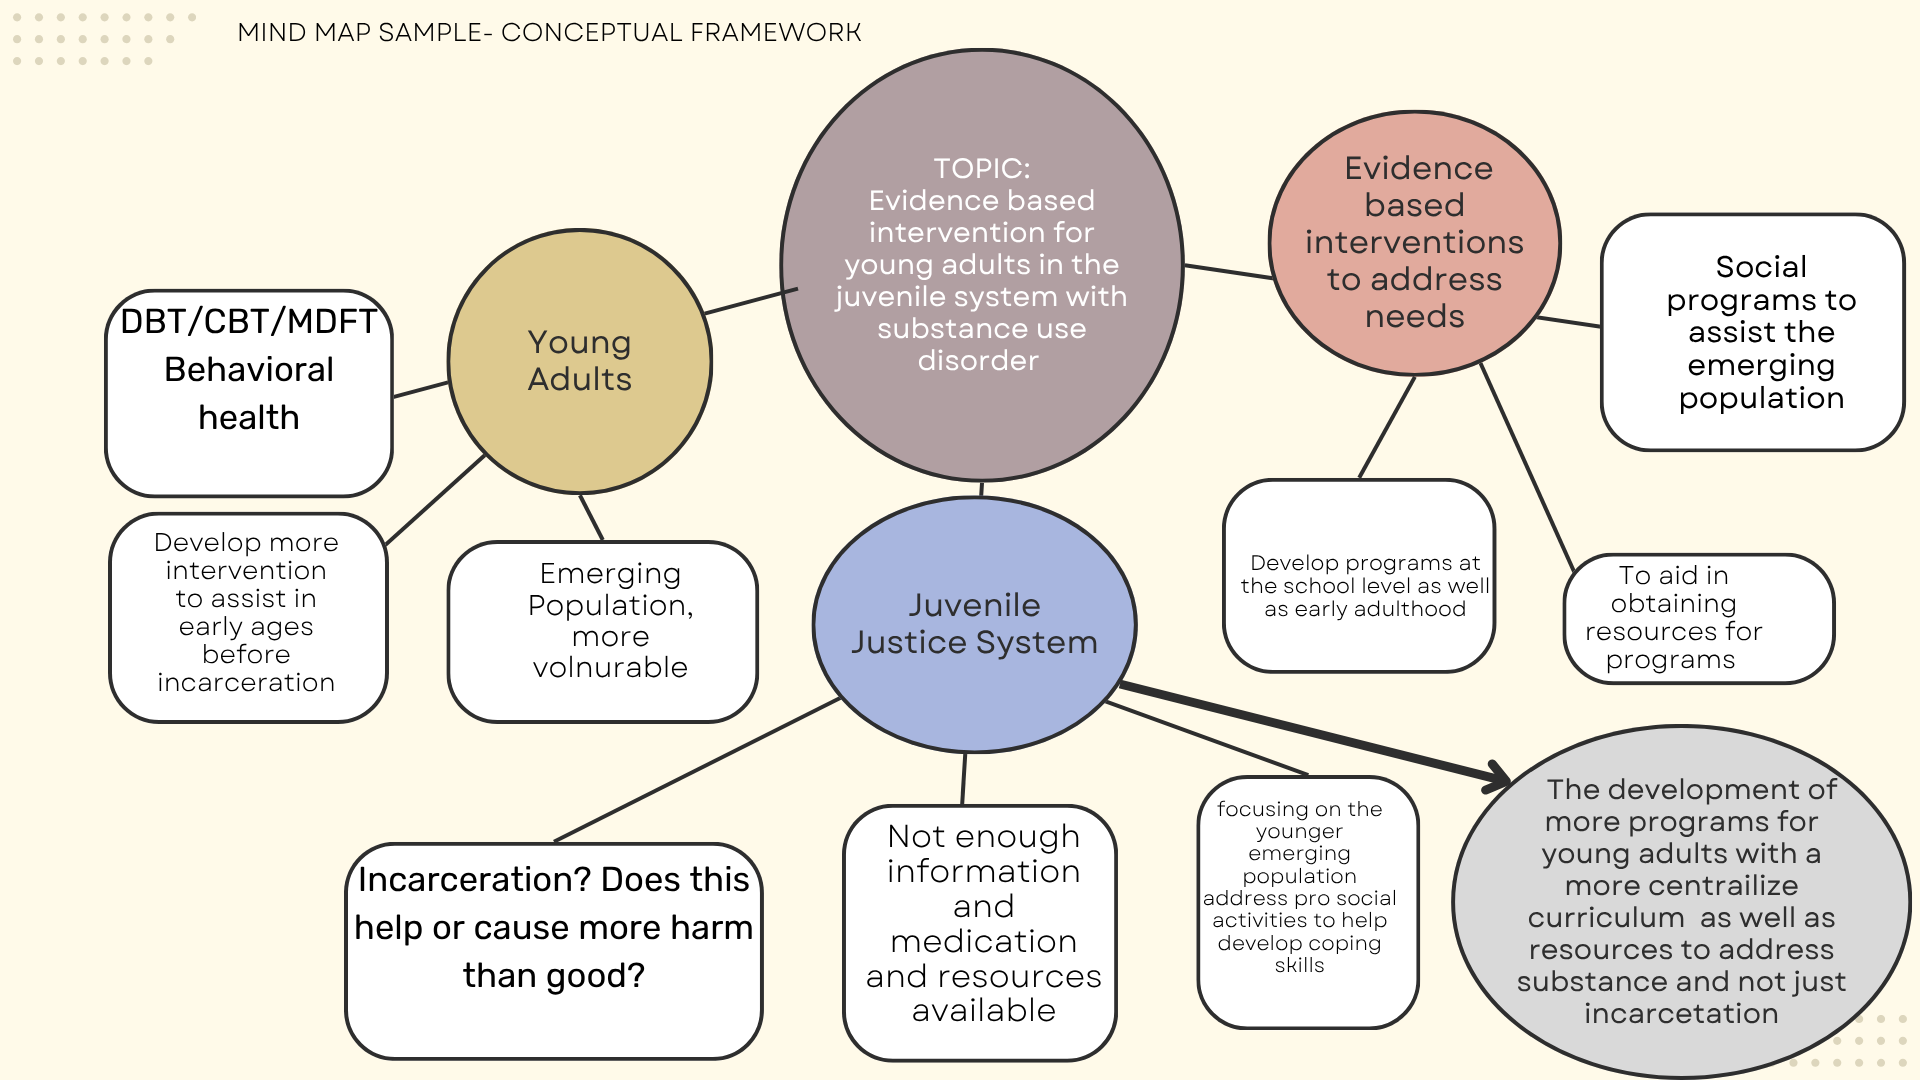 MIND MAP SAMPLE- CONCEPTUAL FRAMEWORK
TOPIC:
Evidence based
intervention for
young adults in the
juvenile system with
substance use
disorder
Evidence
based
interventions
to address
needs
Social
programs to
assist the
emerging
population
Young
Adults
DBT/CBT/MDFT
Behavioral
health
Develop more
intervention
to assist in
early ages
before
incarceration
Emerging
Population,
more
volnurable
Juvenile
Justice System
Develop programs at
the school level as well
as early adulthood
To aid in
obtaining
resources for
programs
Incarceration? Does this
help or cause more harm
than good?
Not enough
information
and
medication
and resources
available
focusing on the
younger
emerging
population
address pro social
activities to help
develop coping
skills
The development of
more programs for
young adults with a
more centrailize
curriculum  as well as
resources to address
substance and not just
incarcetation